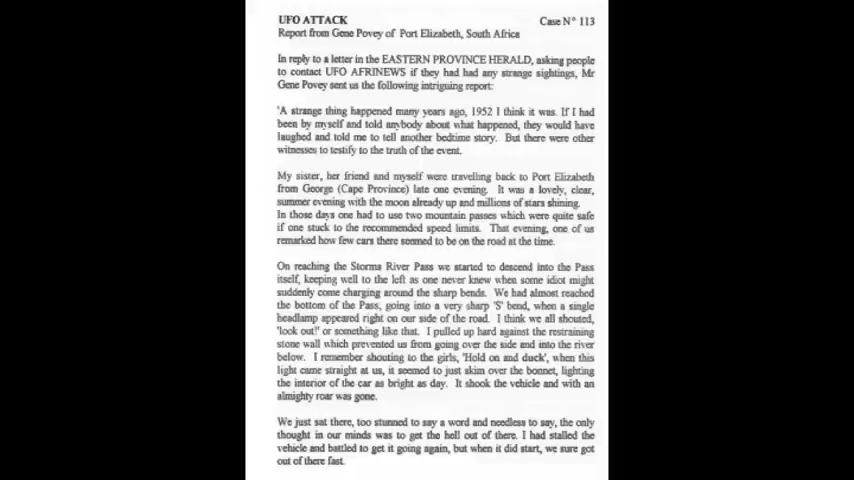 UFO ATTACK Case N° 113
Report from Gene Povey of Port Elizabeth, South Africa
In reply to a letter in the EASTERN PROVINCE HERALD, asking people
to contact UFO AFRINEWS if they had had any strange sightings, Mr
Gene Povey sent us the following intriguing report:
'A strange thing happened many years ago, 1952 I think it was. If I had
been by myself and told anybody about what happened, they would have
laughed and told me to tell another bedtime story. But there were other
witnesses to testify to the truth of the event.
My sister, her friend and myself were travelling back to Port Elizabeth
from George (Cape Province) late one evening. It was a lovely, clear,
summer evening with the moon already up and millions of stars shining.
In those days one had to use two mountain passes which were quite safe
if one stuck to the recommended speed limits. That evening, one of us
remarked how few cars there seemed to be on the road at the time.
On reaching the Storms River Pass we started to descend into the Pass
itself, keeping well to the left as one never knew when some idiot might
suddenly come charging around the sharp bends. We had almost reached
the bottom of the Pass, going into a very sharp 'S' bend, when a single
headlamp appeared right on our side of the road. I think we all shouted,
'look out!' or something like that. I pulled up hard against the restraining
stone wall which prevented us from going over the side and into the river
below. I remember shouting to the girls, 'Hold on and duck', when this
light came straight at us, it seemed to just skim over the bonnet, lighting
the interior of the car as bright as day. It shook the vehicle and with an
almighty roar was gone.
We just sat there, too stunned to say a word and needless to say, the only
thought in our minds was to get the hell out of there. I had stalled the
vehicle and battled to get it going again, but when it did start, we sure got
out of there fast.